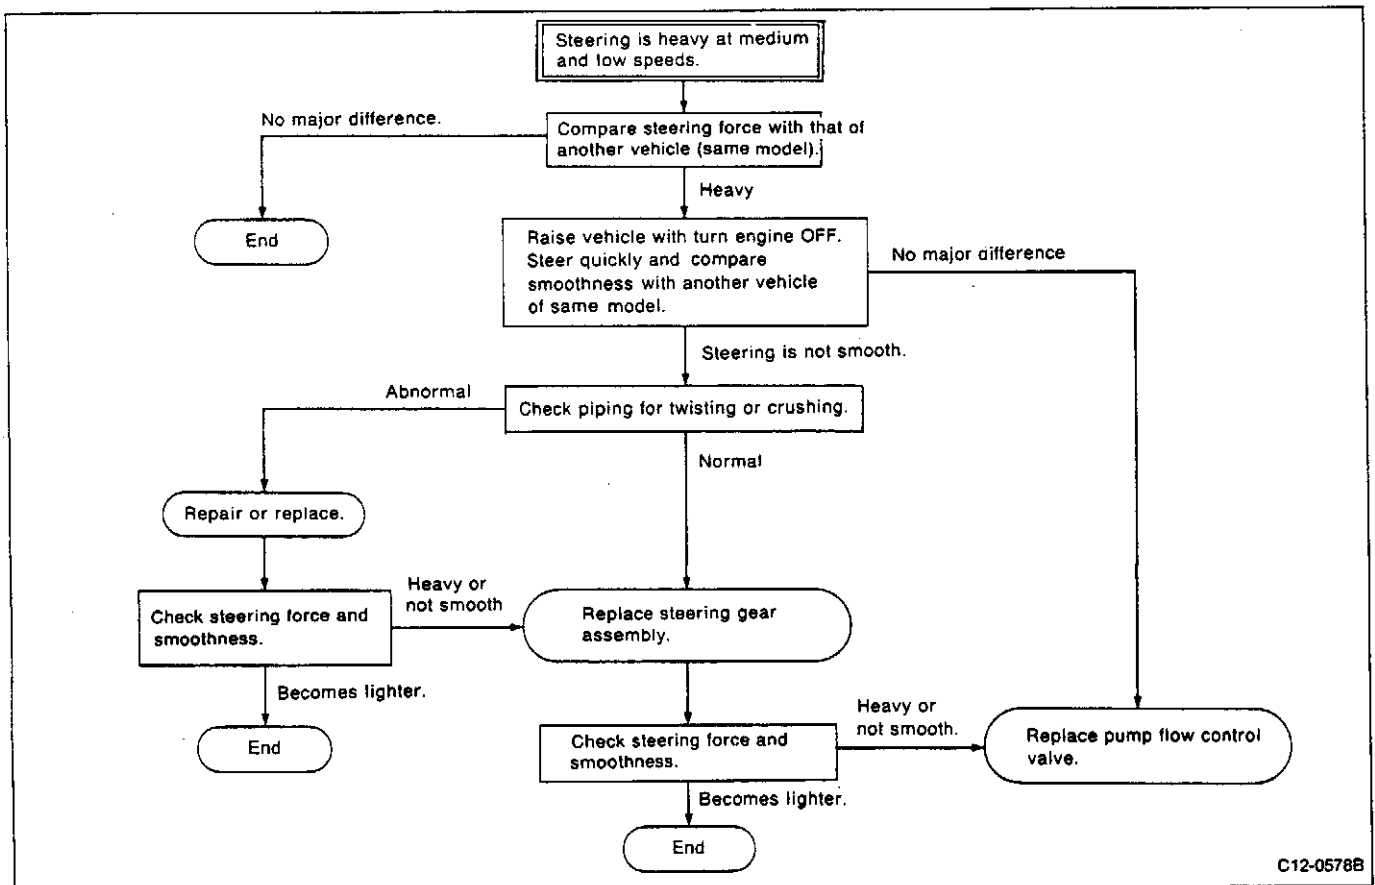 Steering is heavy at medium
and low speeds.
No major difference.
Compare steering force with that of
another vehicle (same model).
Heavy
End
Raise vehicle with turn engine OFF.
Steer quickly and compare
smoothness with another vehicle
of same model.
No major difference
Steering is not smooth.
Abnormal
Check piping for twisting or crushing.
Normal
Repair or replace.
Heavy or
not smooth
Check steering force and
smoothness.
Replace steering gear
assembly.
Becomes lighter.
End
Heavy or
not smooth.
Check steering force and
smoothness.
Replace pump flow control
valve.
Becomes lighter.
End
C12-0578B